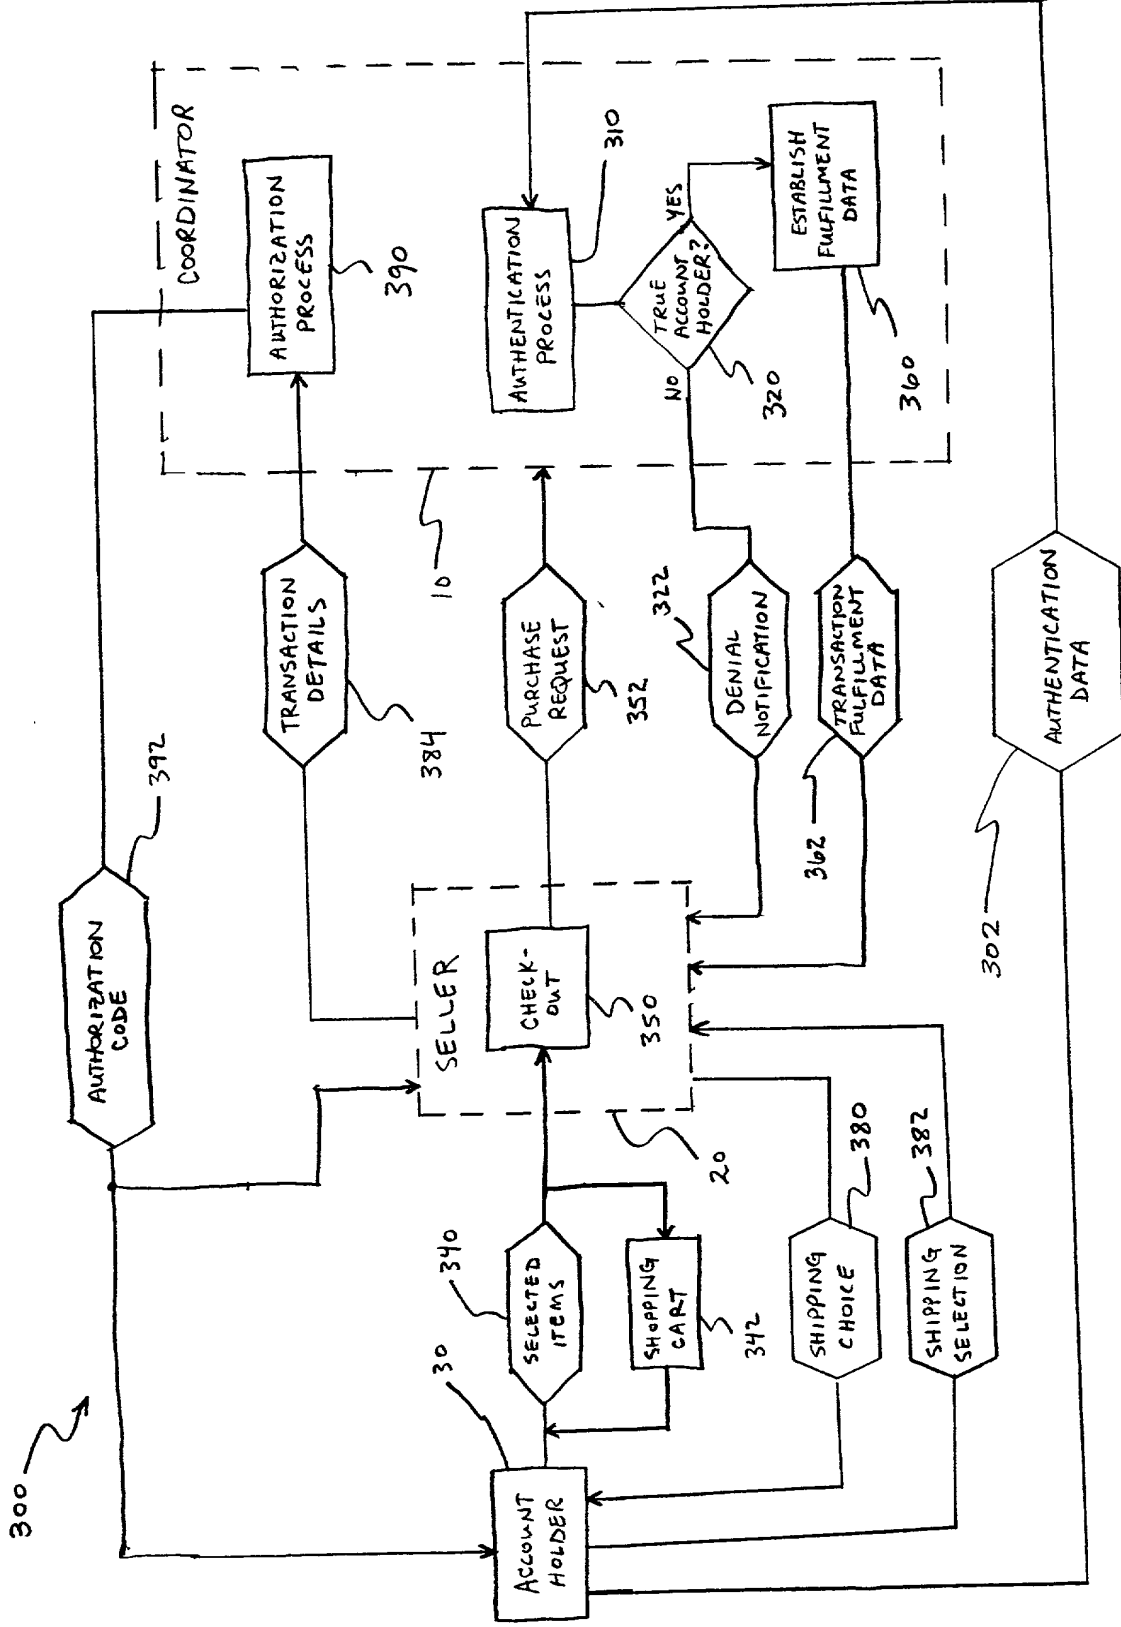 300
AUTHORIZATION
CODE
392
COORDINATOR
AUTHORIZATION
PROCESS
390
TRANSACTION
DETAILS
384
10
30
ACCOUNT
HOLDER
340
SELECTED
ITEMS
SHOPPING
CART
342
SELLER
CHECK-
OUT
350
20
PURCHASE
REQUEST
352
AUTHENTICATION
PROCESS
310
TRUE
ACCOUNT
HOLDER?
320
NO
YES
322
DENIAL
NOTIFICATION
ESTABLISH
FULFILLMENT
DATA
360
TRANSACTION
FULFILLMENT
DATA
362
SHIPPING
CHOICE
380
SHIPPING
SELECTION
382
302
AUTHENTICATION
DATA